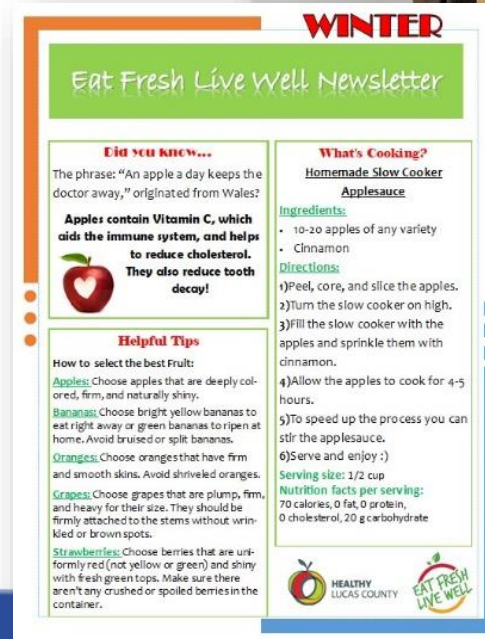 WINTER
Eat Fresh Live Well Newsletter
Did you know...
The phrase: "An apple a day keeps the
doctor away," originated from Wales?
Apples contain Vitamin C, which
aids the immune system, and helps
to reduce cholesterol.
They also reduce tooth
decay!
Helpful Tips
How to select the best Fruit:
Apples: Choose apples that are deeply col-
ored, firm, and naturally shiny.
Bananas: Choose bright yellow bananas to
eat right away or green bananas to ripen at
home. Avoid bruised or split bananas.
Oranges: Choose oranges that have firm
and smooth skins. Avoid shriveled oranges.
Grapes: Choose grapes that are plump, firm,
and heavy for their size. They should be
firmly attached to the stems without wrin-
kled or brown spots.
Strawberries: Choose berries that are uni-
formly red (not yellow or green) and shiny
with fresh green tops. Make sure there
aren't any crushed or spoiled berries in the
container.
What's Cooking?
Homemade Slow Cooker
Applesauce
Ingredients:
• 10-20 apples of any variety
• Cinnamon
Directions:
1)Peel, core, and slice the apples.
2)Turn the slow cooker on high.
3)Fill the slow cooker with the
apples and sprinkle them with
cinnamon.
4)Allow the apples to cook for 4-5
hours.
5)To speed up the process you can
stir the applesauce.
6)Serve and enjoy :)
Serving size: 1/2 cup
Nutrition facts per serving:
70 calories, 0 fat, 0 protein,
0 cholesterol, 20 g carbohydrate
HEALTHY
LUCAS COUNTY
EAT FRESH
LIVE WELL